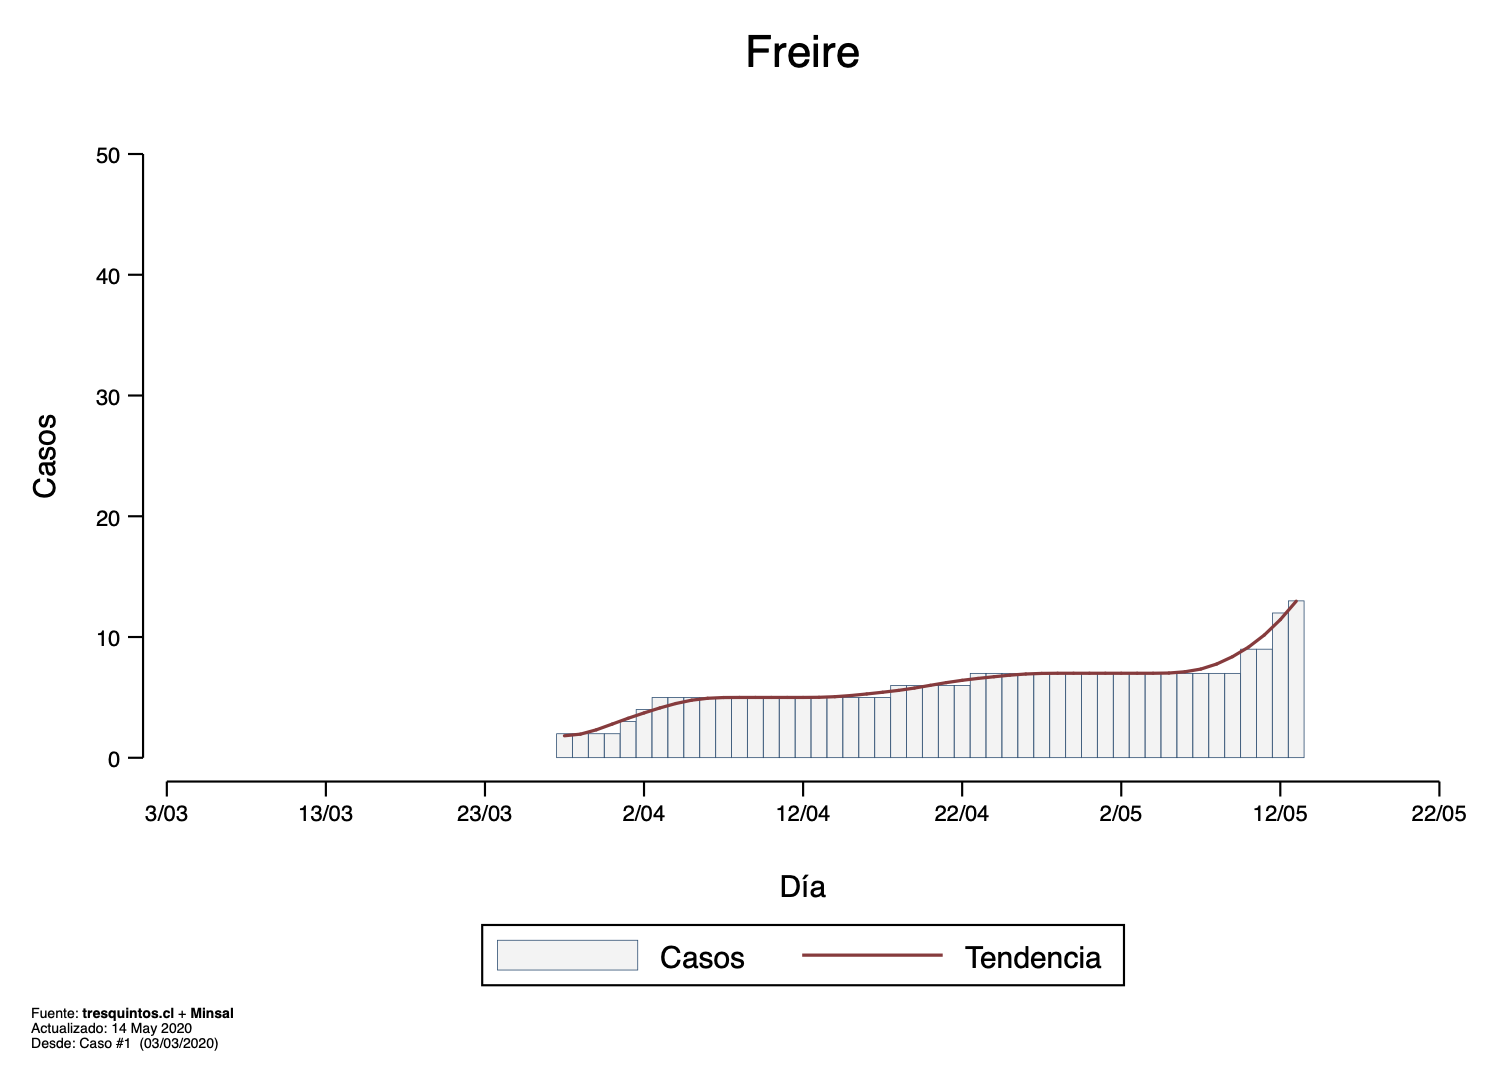 Freire
50
40
30
20
10
0
Casos
3/03 13/03 23/03 2/04 12/04 22/04 2/05 12/05 22/05
Día
Casos Tendencia
Fuente: tresquintos.cl + Minsal
Actualizado: 14 May 2020
Desde: Caso #1 (03/03/2020)